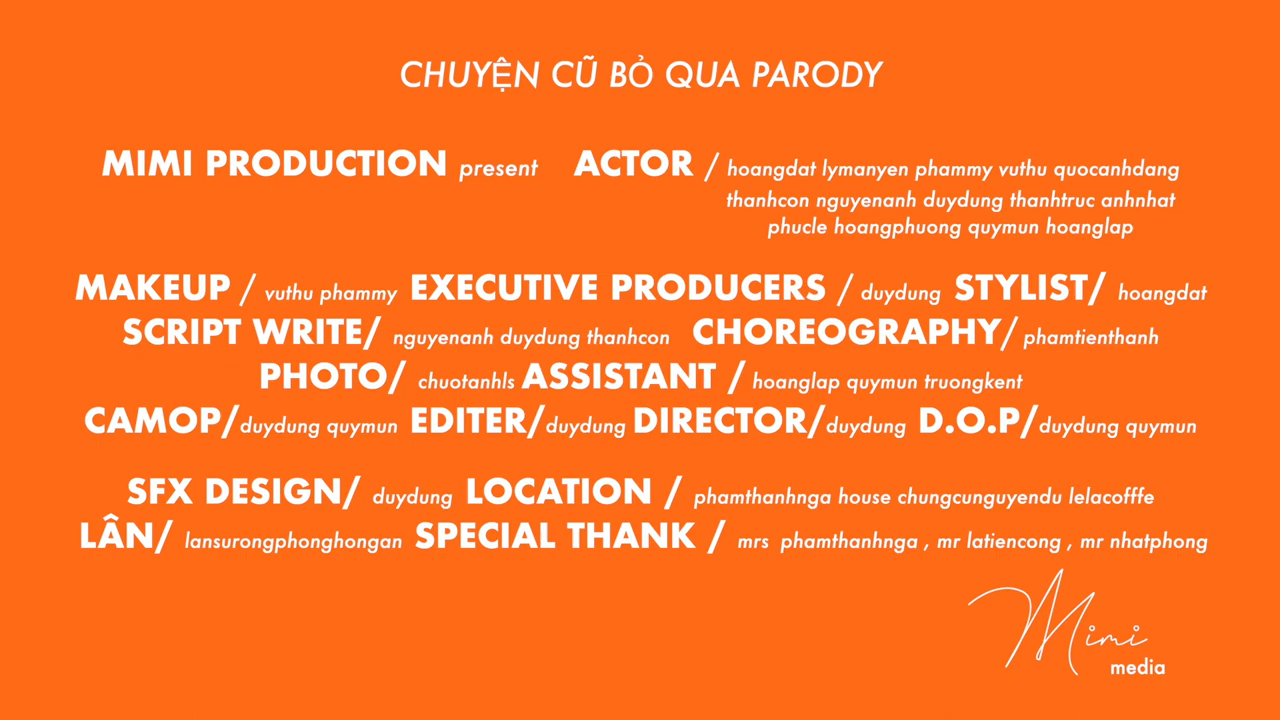 CHUYỆN CŨ BỎ QUA PARODY
MIMI PRODUCTION present ACTOR / hoangdat lymanyen phammy vuthu quocanhdang
thanhcon nguyenanh duydung thanhtruc anhnhat
phucle hoangphuong quymun hoanglap
MAKEUP / vuthu phammy EXECUTIVE PRODUCERS / duydung STYLIST/ hoangdat
SCRIPT WRITE/ nguyenanh duydung thanhcon CHOREOGRAPHY/ phamtienthanh
PHOTO/ chuotanhls ASSISTANT / hoanglap quymun truongkent
CAMOP/duydung quymun EDITER/duydung DIRECTOR/duydung D.O.P/duydung quymun
SFX DESIGN/ duydung LOCATION / phamthanhnga house chungcunguyendu lelacofffe
LÂN/ lansurongphonghongan SPECIAL THANK / mrs phamthanhnga , mr latiencong , mr nhatphong
Mimi
media